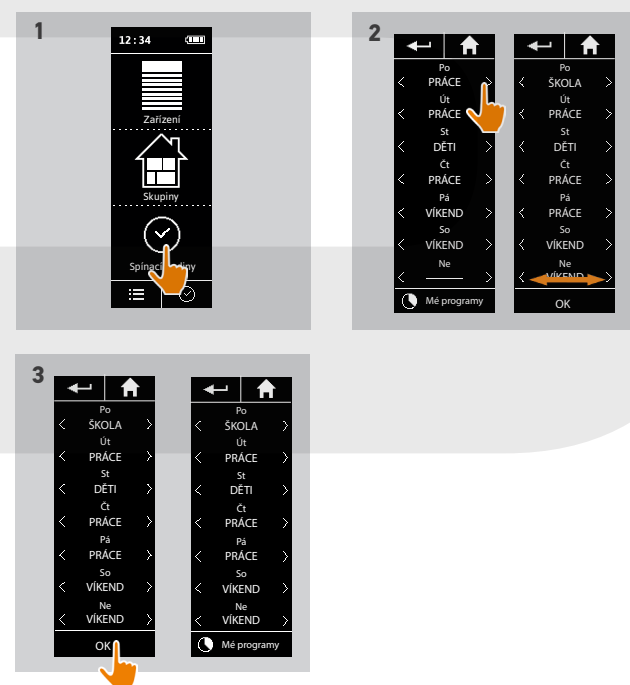 1
12:34
Zařízení
Skupiny
Spínací hodiny
2
Po
PRÁCE
Út
PRÁCE
St
DĚTI
Čt
PRÁCE
Pá
VÍKEND
So
VÍKEND
Ne
Mé programy
Po
ŠKOLA
Út
PRÁCE
St
DĚTI
Čt
PRÁCE
Pá
PRÁCE
So
VÍKEND
Ne
VÍKEND
OK
3
Po
ŠKOLA
Út
PRÁCE
St
DĚTI
Čt
PRÁCE
Pá
PRÁCE
So
VÍKEND
Ne
VÍKEND
OK
Po
ŠKOLA
Út
PRÁCE
St
DĚTI
Čt
PRÁCE
Pá
PRÁCE
So
VÍKEND
Ne
VÍKEND
Mé programy